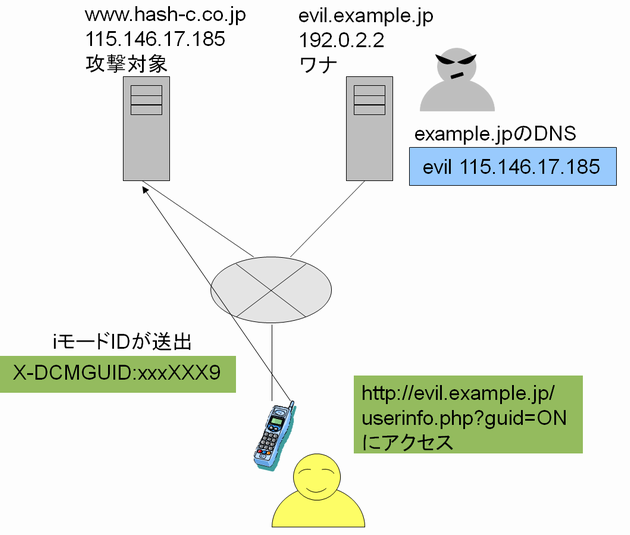 www.hash-c.co.jp
115.146.17.185
攻撃対象
evil.example.jp
192.0.2.2
ワナ
example.jpのDNS
evil 115.146.17.185
iモードIDが送出
X-DCMGUID:xxxXXX9
http://evil.example.jp/
userinfo.php?guid=ON
にアクセス